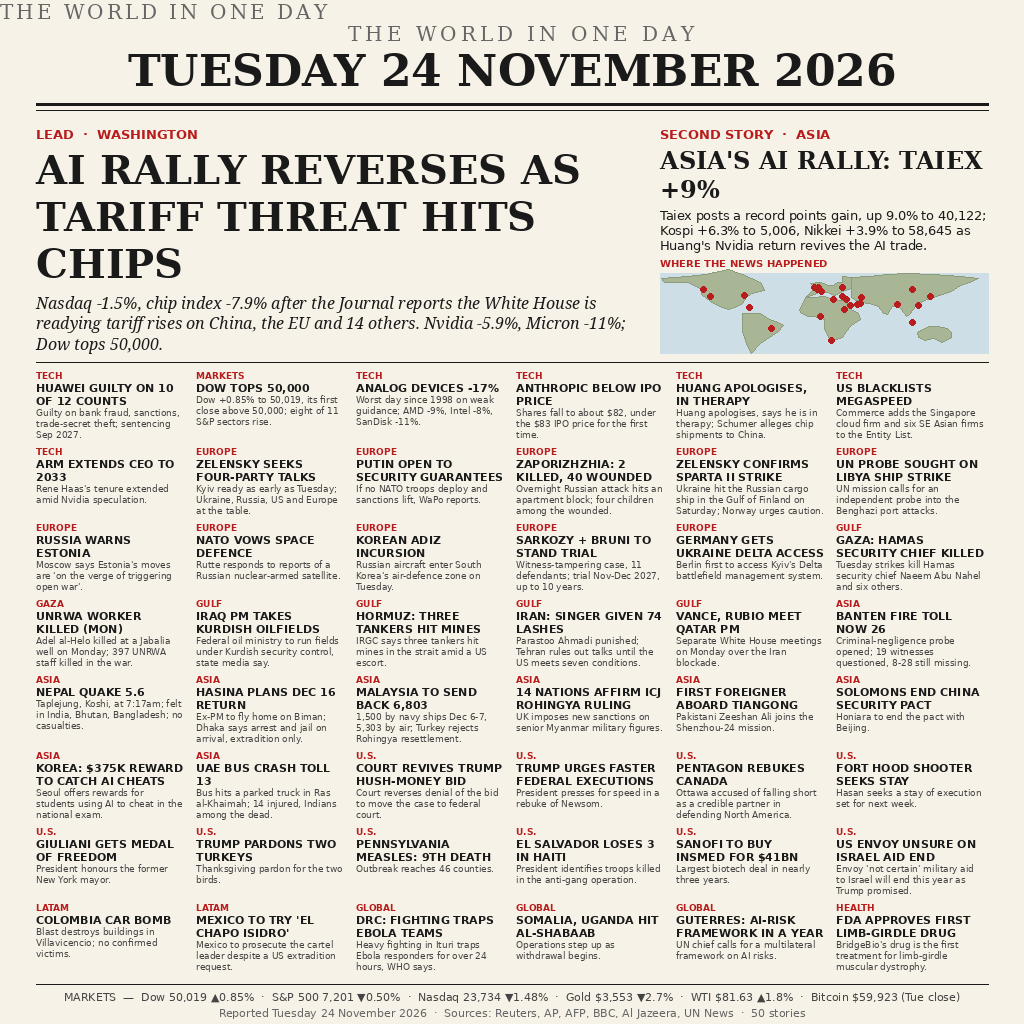 THE WORLD IN ONE DAY
THE WORLD IN ONE DAY
TUESDAY 24 NOVEMBER 2026
LEAD · WASHINGTON
AI RALLY REVERSES AS
TARIFF THREAT HITS
CHIPS
Nasdaq -1.5%, chip index -7.9% after the Journal reports the White House is
readying tariff rises on China, the EU and 14 others. Nvidia -5.9%, Micron -11%;
Dow tops 50,000.
SECOND STORY · ASIA
ASIA'S AI RALLY: TAIEX
+9%
Taiex posts a record points gain, up 9.0% to 40,122;
Kospi +6.3% to 5,006, Nikkei +3.9% to 58,645 as
Huang's Nvidia return revives the AI trade.
WHERE THE NEWS HAPPENED
TECH
HUAWEI GUILTY ON 10
OF 12 COUNTS
Guilty on bank fraud, sanctions,
trade-secret theft; sentencing
Sep 2027.
MARKETS
DOW TOPS 50,000
Dow +0.85% to 50,019, its first
close above 50,000; eight of 11
S&P sectors rise.
TECH
ANALOG DEVICES -17%
Worst day since 1998 on weak
guidance; AMD -9%, Intel -8%,
SanDisk -11%.
TECH
ANTHROPIC BELOW IPO
PRICE
Shares fall to about $82, under
the $83 IPO price for the first
time.
TECH
HUANG APOLOGISES,
IN THERAPY
Huang apologises, says he is in
therapy; Schumer alleges chip
shipments to China.
TECH
US BLACKLISTS
MEGASPEED
Commerce adds the Singapore
cloud firm and six SE Asian firms
to the Entity List.
TECH
ARM EXTENDS CEO TO
2033
Rene Haas's tenure extended
amid Nvidia speculation.
EUROPE
ZELENSKY SEEKS
FOUR-PARTY TALKS
Kyiv ready as early as Tuesday;
Ukraine, Russia, US and Europe
at the table.
EUROPE
PUTIN OPEN TO
SECURITY GUARANTEES
If no NATO troops deploy and
sanctions lift, WaPo reports.
EUROPE
ZAPORIZHZHIA: 2
KILLED, 40 WOUNDED
Overnight Russian attack hits an
apartment block; four children
among the wounded.
EUROPE
ZELENSKY CONFIRMS
SPARTA II STRIKE
Ukraine hit the Russian cargo
ship in the Gulf of Finland on
Saturday; Norway urges caution.
EUROPE
UN PROBE SOUGHT ON
LIBYA SHIP STRIKE
UN mission calls for an
independent probe into the
Benghazi port attacks.
EUROPE
RUSSIA WARNS
ESTONIA
Moscow says Estonia's moves
are 'on the verge of triggering
open war'.
EUROPE
NATO VOWS SPACE
DEFENCE
Rutte responds to reports of a
Russian nuclear-armed satellite.
EUROPE
KOREAN ADIZ
INCURSION
Russian aircraft enter South
Korea's air-defence zone on
Tuesday.
EUROPE
SARKOZY + BRUNI TO
STAND TRIAL
Witness-tampering case, 11
defendants; trial Nov-Dec 2027,
up to 10 years.
EUROPE
GERMANY GETS
UKRAINE DELTA ACCESS
Berlin first to access Kyiv's Delta
battlefield management system.
GULF
GAZA: HAMAS
SECURITY CHIEF KILLED
Tuesday strikes kill Hamas
security chief Naeem Abu Nahel
and six others.
GAZA
UNRWA WORKER
KILLED (MON)
Adel al-Helo killed at a Jabalia
well on Monday; 397 UNRWA
staff killed in the war.
GULF
IRAQ PM TAKES
KURDISH OILFIELDS
Federal oil ministry to run fields
under Kurdish security control,
state media say.
GULF
HORMUZ: THREE
TANKERS HIT MINES
IRGC says three tankers hit
mines in the strait amid a US
escort.
GULF
IRAN: SINGER GIVEN 74
LASHES
Parastoo Ahmadi punished;
Tehran rules out talks until the
US meets seven conditions.
GULF
VANCE, RUBIO MEET
QATAR PM
Separate White House meetings
on Monday over the Iran
blockade.
ASIA
BANTEN FIRE TOLL
NOW 26
Criminal-negligence probe
opened; 19 witnesses
questioned, 8-28 still missing.
ASIA
NEPAL QUAKE 5.6
Taplejung, Koshi, at 7:17am; felt
in India, Bhutan, Bangladesh; no
casualties.
ASIA
HASINA PLANS DEC 16
RETURN
Ex-PM to fly home on Biman;
Dhaka says arrest and jail on
arrival, extradition only.
ASIA
MALAYSIA TO SEND
BACK 6,803
1,500 by navy ships Dec 6-7,
5,303 by air; Turkey rejects
Rohingya resettlement.
ASIA
14 NATIONS AFFIRM ICJ
ROHINGYA RULING
UK imposes new sanctions on
senior Myanmar military figures.
ASIA
FIRST FOREIGNER
ABOARD TIANGONG
Pakistani Zeeshan Ali joins the
Shenzhou-24 mission.
ASIA
SOLOMONS END CHINA
SECURITY PACT
Honiara to end the pact with
Beijing.
ASIA
KOREA: $375K REWARD
TO CATCH AI CHEATS
Seoul offers rewards for
students using AI to cheat in the
national exam.
ASIA
UAE BUS CRASH TOLL
13
Bus hits a parked truck in Ras
al-Khaimah; 14 injured, Indians
among the dead.
U.S.
COURT REVIVES TRUMP
HUSH-MONEY BID
Court reverses denial of the bid
to move the case to federal
court.
U.S.
TRUMP URGES FASTER
FEDERAL EXECUTIONS
President presses for speed in a
rebuke of Newsom.
U.S.
PENTAGON REBUKES
CANADA
Ottawa accused of falling short
as a credible partner in
defending North America.
U.S.
FORT HOOD SHOOTER
SEEKS STAY
Hasan seeks a stay of execution
set for next week.
U.S.
GIULIANI GETS MEDAL
OF FREEDOM
President honours the former
New York mayor.
U.S.
TRUMP PARDONS TWO
TURKEYS
Thanksgiving pardon for the two
birds.
U.S.
PENNSYLVANIA
MEASLES: 9TH DEATH
Outbreak reaches 46 counties.
U.S.
EL SALVADOR LOSES 3
IN HAITI
President identifies troops killed
in the anti-gang operation.
U.S.
SANOFI TO BUY
INSMED FOR $41BN
Largest biotech deal in nearly
three years.
U.S.
US ENVOY UNSURE ON
ISRAEL AID END
Envoy 'not certain' military aid
to Israel will end this year as
Trump promised.
LATAM
COLOMBIA CAR BOMB
Blast destroys buildings in
Villavicencio; no confirmed
victims.
LATAM
MEXICO TO TRY 'EL
CHAPO ISIDRO'
Mexico to prosecute the cartel
leader despite a US extradition
request.
GLOBAL
DRC: FIGHTING TRAPS
EBOLA TEAMS
Heavy fighting in Ituri traps
Ebola responders for over 24
hours, WHO says.
GLOBAL
SOMALIA, UGANDA HIT
AL-SHABAAB
Operations step up as
withdrawal begins.
GLOBAL
GUTERRES: AI-RISK
FRAMEWORK IN A YEAR
UN chief calls for a multilateral
framework on AI risks.
HEALTH
FDA APPROVES FIRST
LIMB-GIRDLE DRUG
BridgeBio's drug is the first
treatment for limb-girdle
muscular dystrophy.
MARKETS — Dow 50,019 ▲0.85% · S&P 500 7,201 ▼0.50% · Nasdaq 23,734 ▼1.48% · Gold $3,553 ▼2.7% · WTI $81.63 ▲1.8% · Bitcoin $59,923 (Tue close)
Reported Tuesday 24 November 2026 · Sources: Reuters, AP, AFP, BBC, Al Jazeera, UN News · 50 stories